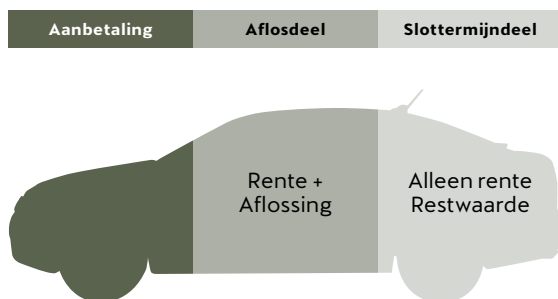 Aanbetaling
Aflosdeel
Slottermijndeel
Rente +
Aflossing
Alleen rente
Restwaarde